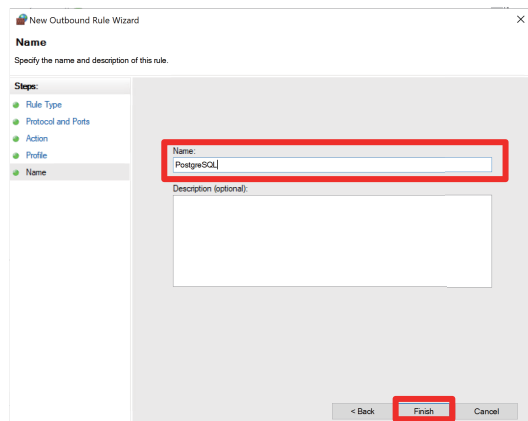 New Outbound Rule Wizard
Name
Specify the name and description of this rule.
Steps:
Rule Type
Protocol and Ports
Action
Profile
Name
Name:
PostgreSQL
Description (optional):
< Back Finish Cancel